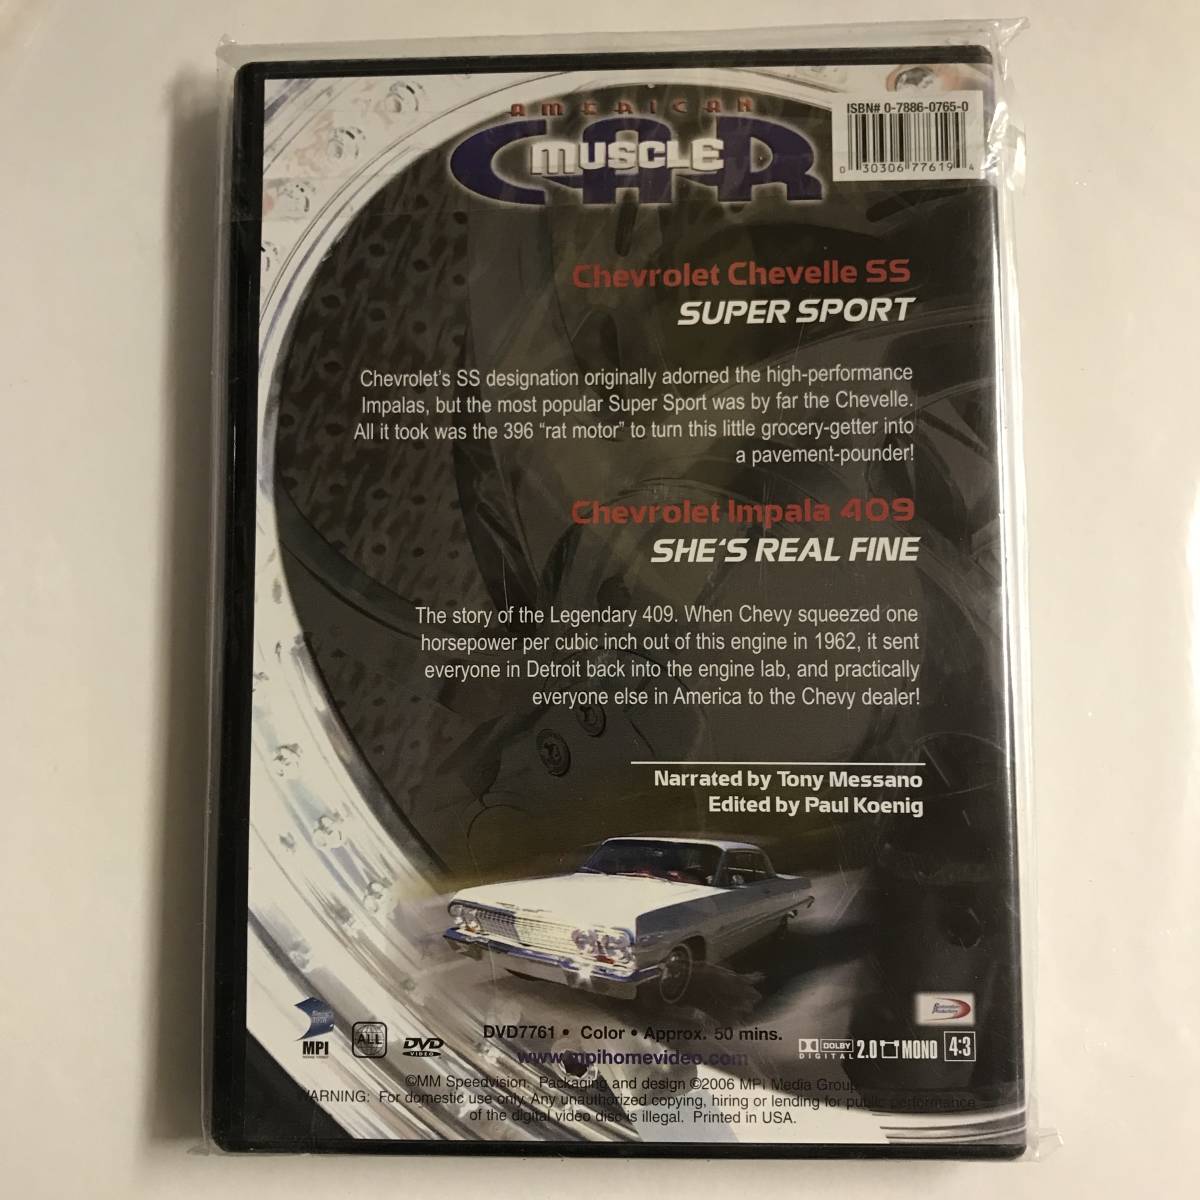 AMERICAN
MUSCLE
CAR
ISBN# 0-7886-0765-0
0 30306 77619 4
Chevrolet Chevelle SS
SUPER SPORT
Chevrolet's SS designation originally adorned the high-performance
Impalas, but the most popular Super Sport was by far the Chevelle.
All it took was the 396 "rat motor" to turn this little grocery-getter into
a pavement-pounder!
Chevrolet Impala 409
SHE'S REAL FINE
The story of the Legendary 409. When Chevy squeezed one
horsepower per cubic inch out of this engine in 1962, it sent
everyone in Detroit back into the engine lab, and practically
everyone else in America to the Chevy dealer!
Narrated by Tony Messano
Edited by Paul Koenig
MPI
ALL
DVD
VIDEO
DVD7761 • Color • Approx. 50 mins.
www.mpihomevideo.com
DOLBY
DIGITAL
2.0 MONO
4:3
©MM Speedvision. Packaging and design ©2006 MPI Media Group.
WARNING: For domestic use only. Any unauthorized copying, hiring or lending for public performance
of the digital video disc is illegal. Printed in USA.